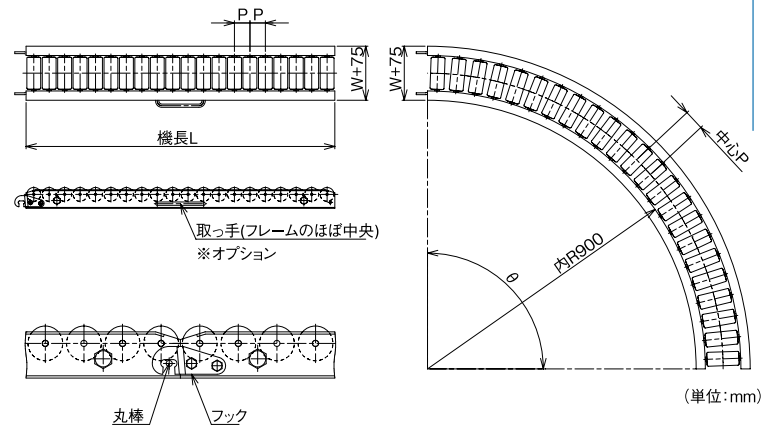 P P
W+75
機長L
取っ手(フレームのほぼ中央)
※オプション
丸棒
フック
W+75
中心P
内R900
θ
(単位:mm)